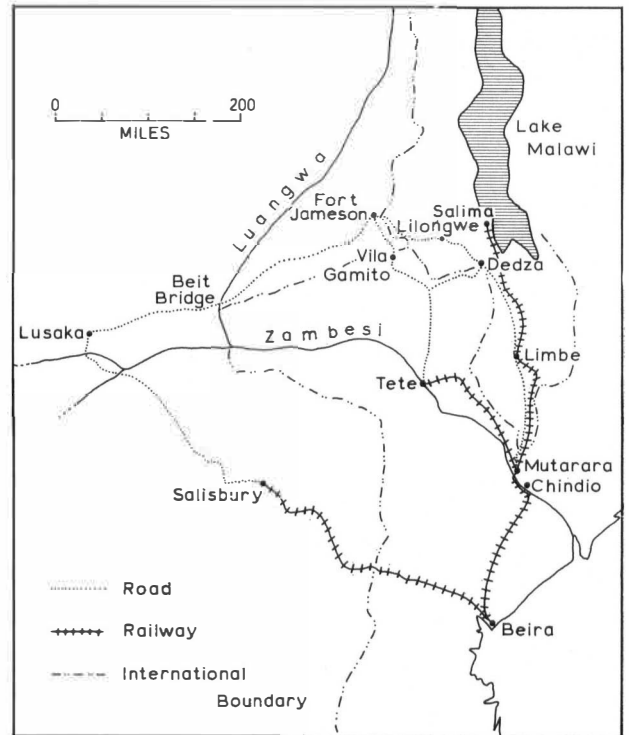 0 200
MILES
Lake
Malawi
Luangwa
Fort
Jameson
Salima
Lilongwe
Vila
Gamito
Dedza
Beit
Bridge
Lusaka
Zambesi
Limbe
Tete
Mutarara
Chindio
Salisbury
Road
Railway
Beira
International
Boundary